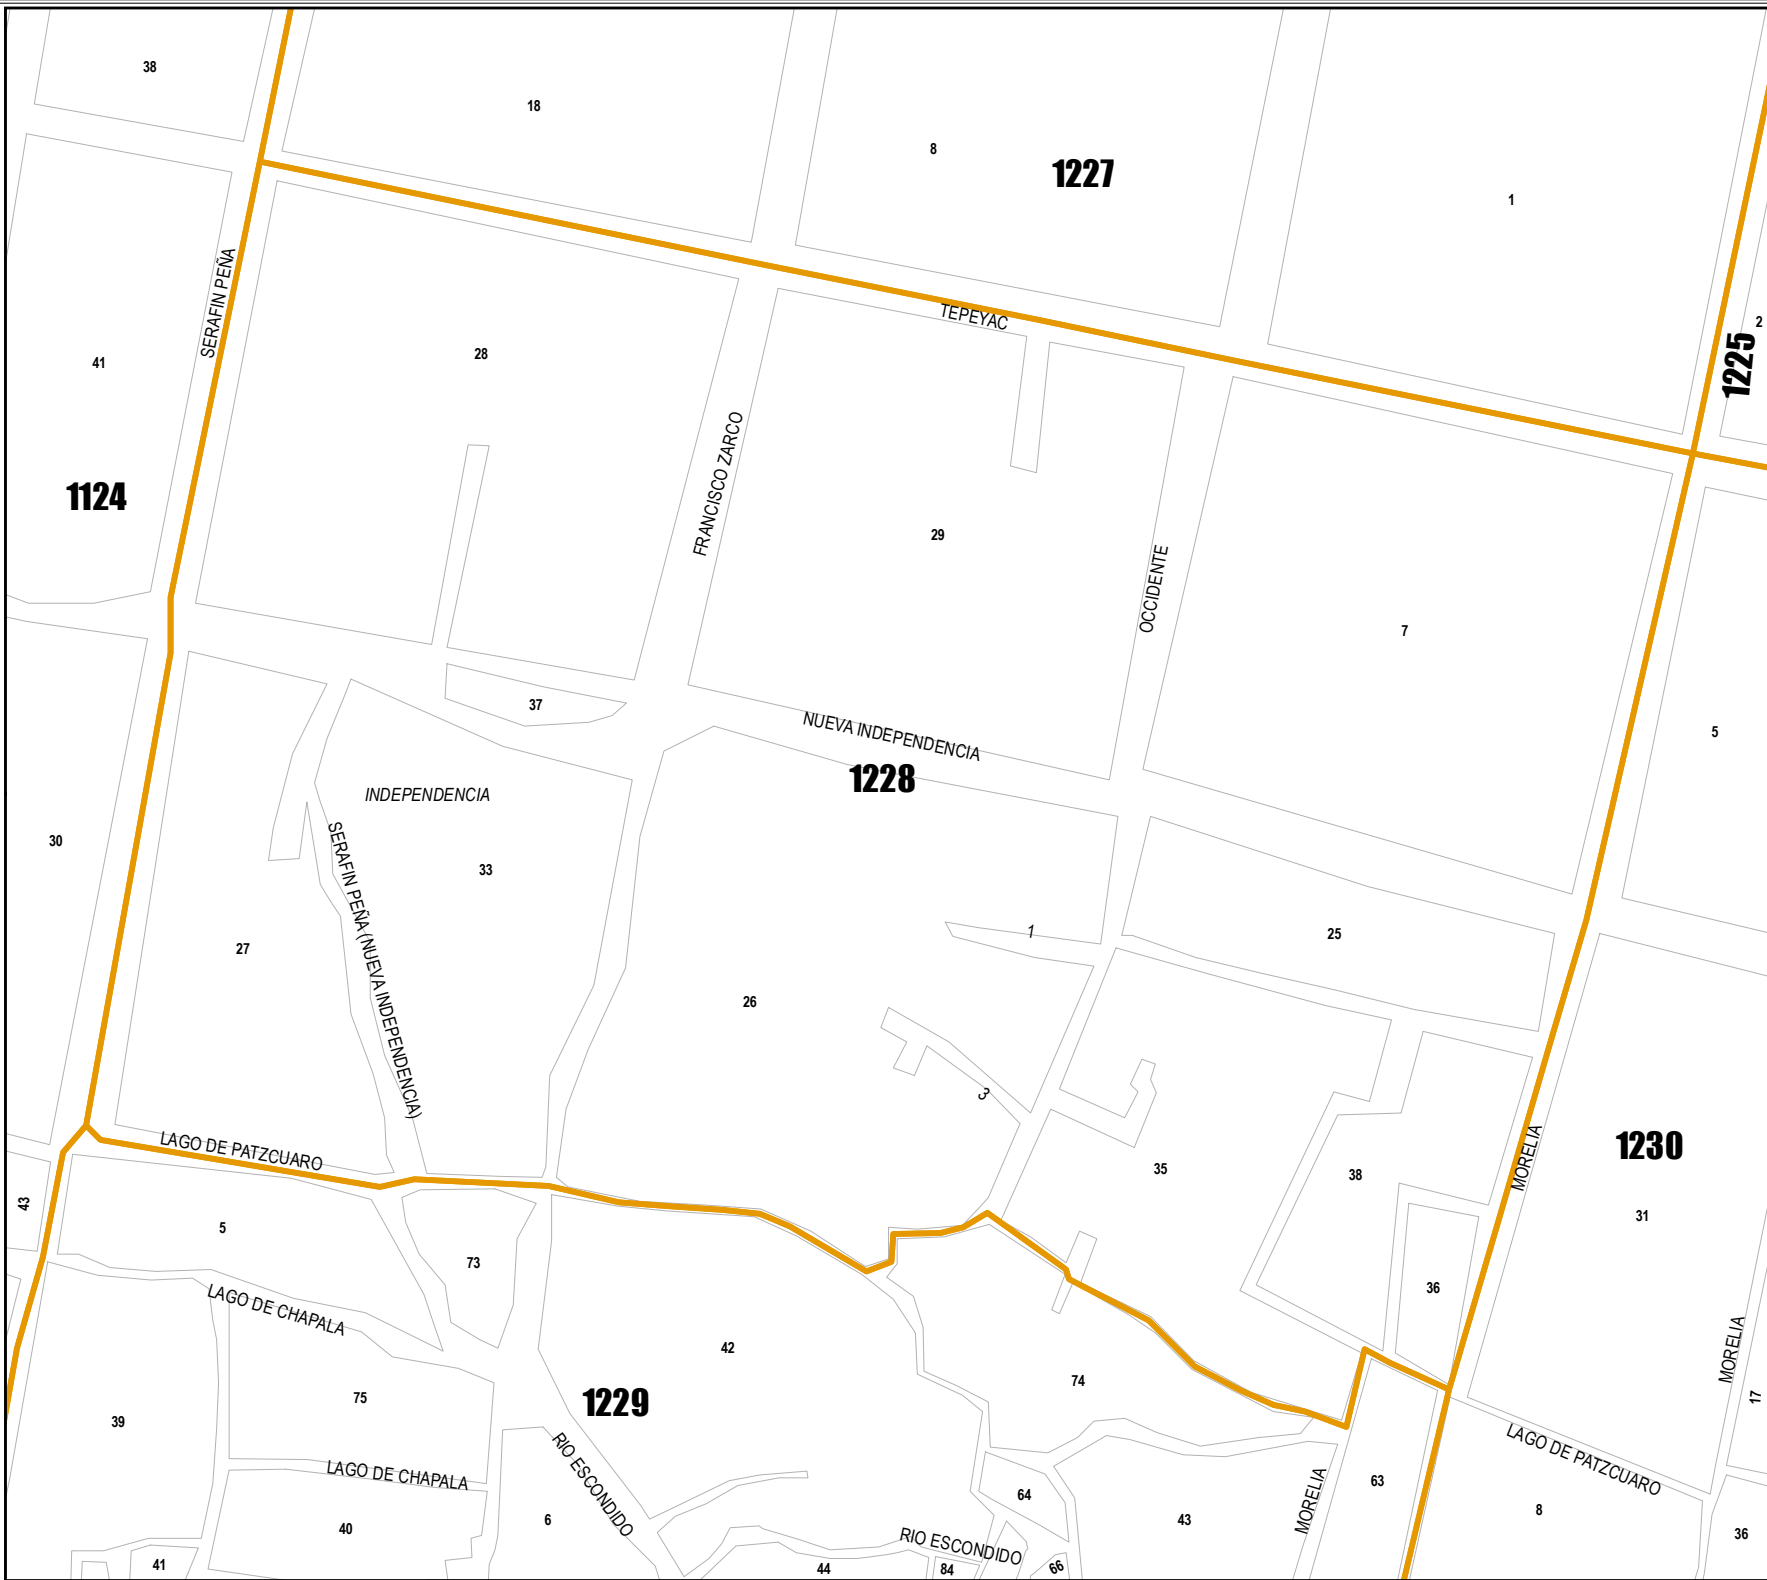 38
18
8
1227
1
SERAFIN PEÑA
TEPEYAC
2
1225
41
28
FRANCISCO ZARCO
1124
29
OCCIDENTE
7
37
NUEVA INDEPENDENCIA
5
1228
INDEPENDENCIA
30
SERAFIN PEÑA (NUEVA INDEPENDENCIA)
33
27
1
25
26
3
LAGO DE PATZCUARO
35
38
MORELIA
1230
43
5
31
73
36
LAGO DE CHAPALA
42
MORELIA
74
75
1229
17
39
LAGO DE CHAPALA
RIO ESCONDIDO
LAGO DE PATZCUARO
63
64
MORELIA
8
40
6
43
36
RIO ESCONDIDO
41
44
84
66